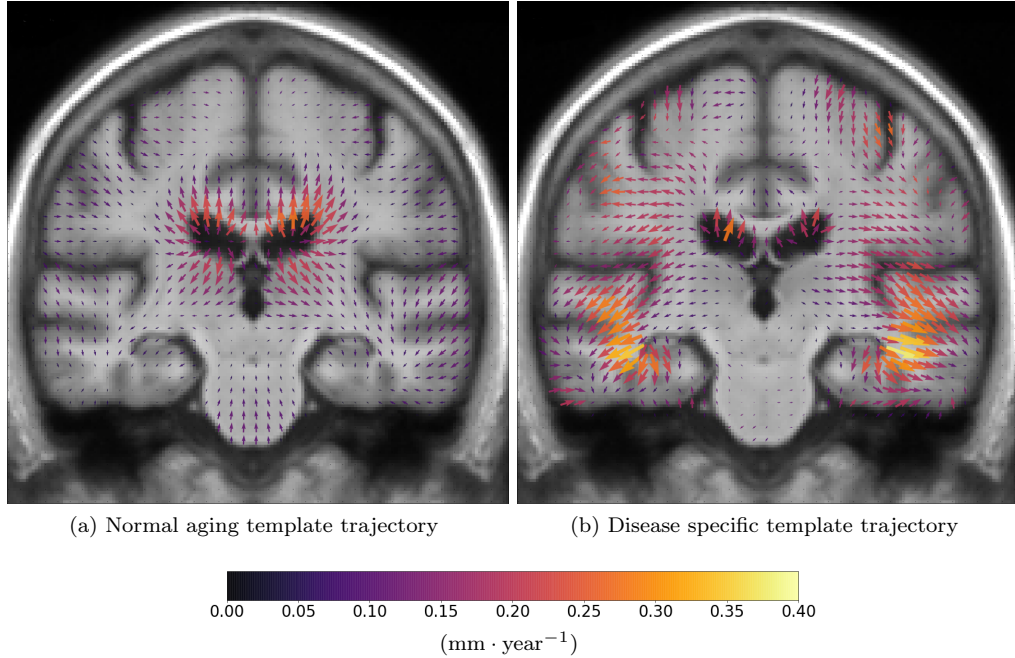 (a) Normal aging template trajectory
(b) Disease specific template trajectory
0.00 0.05 0.10 0.15 0.20 0.25 0.30 0.35 0.40
(mm · year⁻¹)